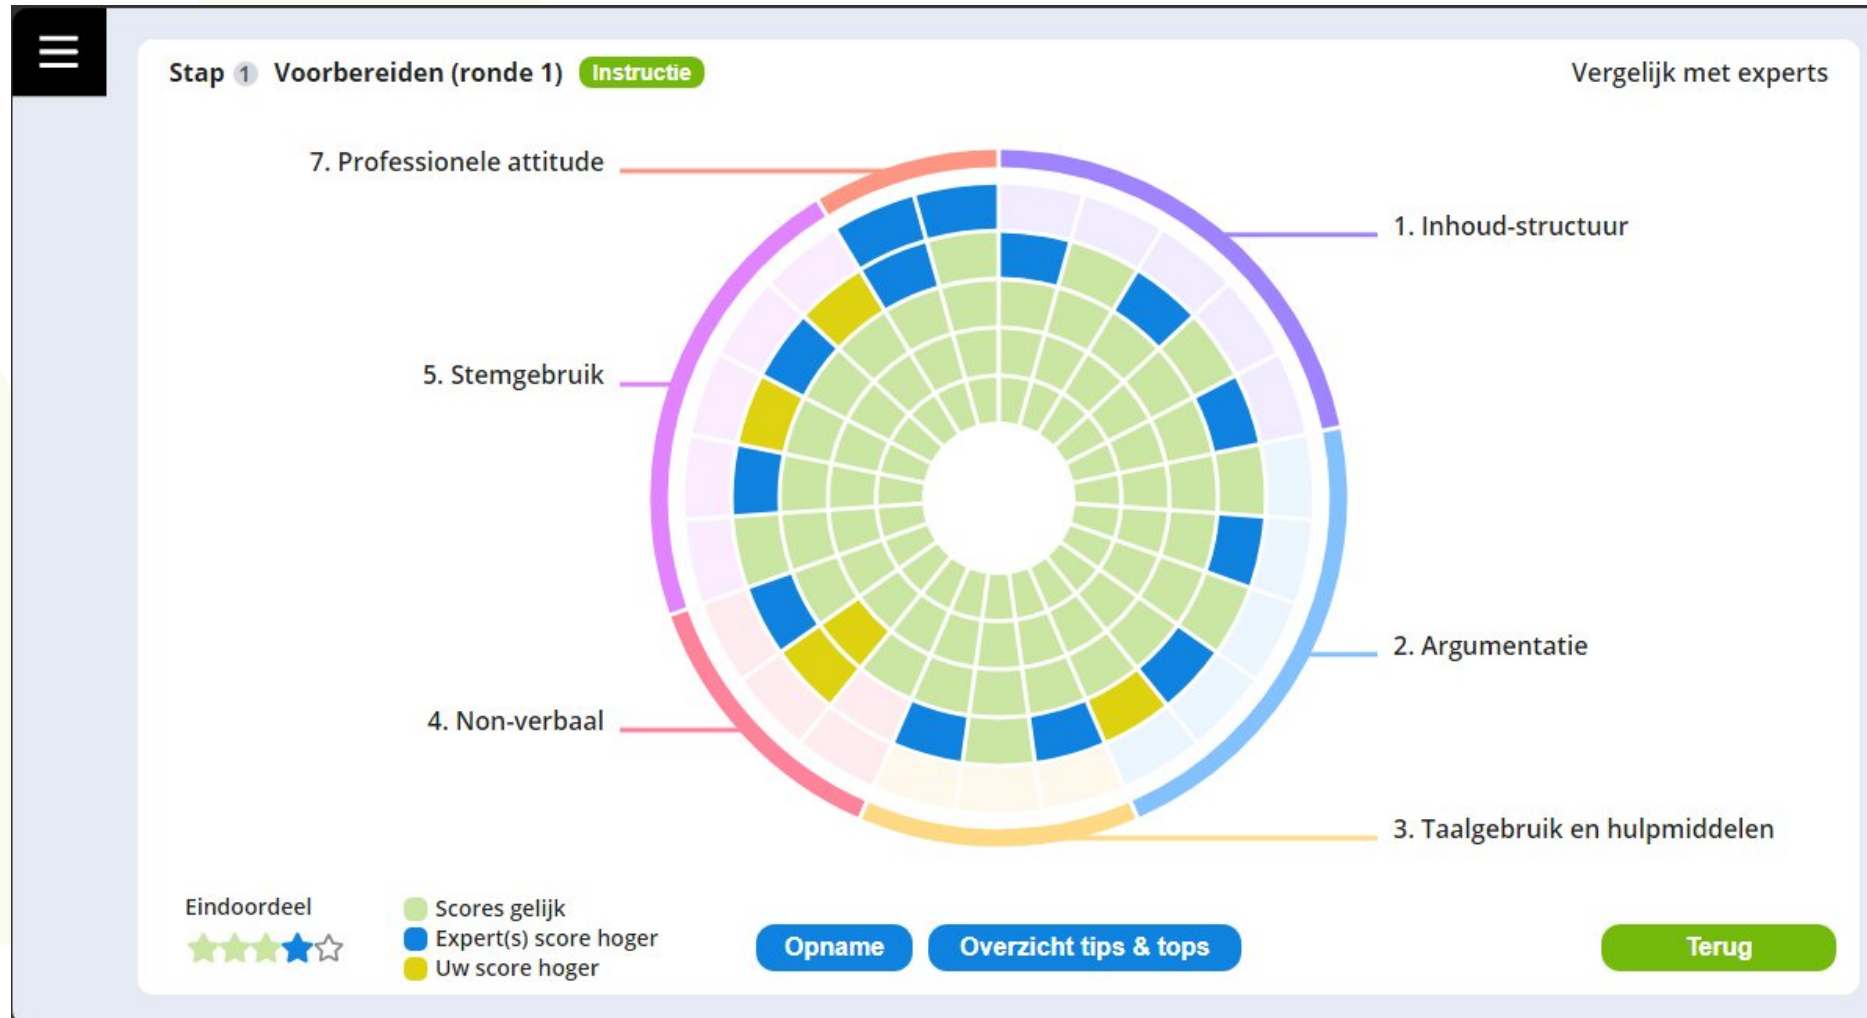 Stap 1 Voorbereiden (ronde 1) Instructie
Vergelijk met experts
7. Professionele attitude
1. Inhoud-structuur
5. Stemgebruik
2. Argumentatie
4. Non-verbaal
3. Taalgebruik en hulpmiddelen
Eindoordeel
Scores gelijk
Expert(s) score hoger
Uw score hoger
Opname
Overzicht tips & tops
Terug